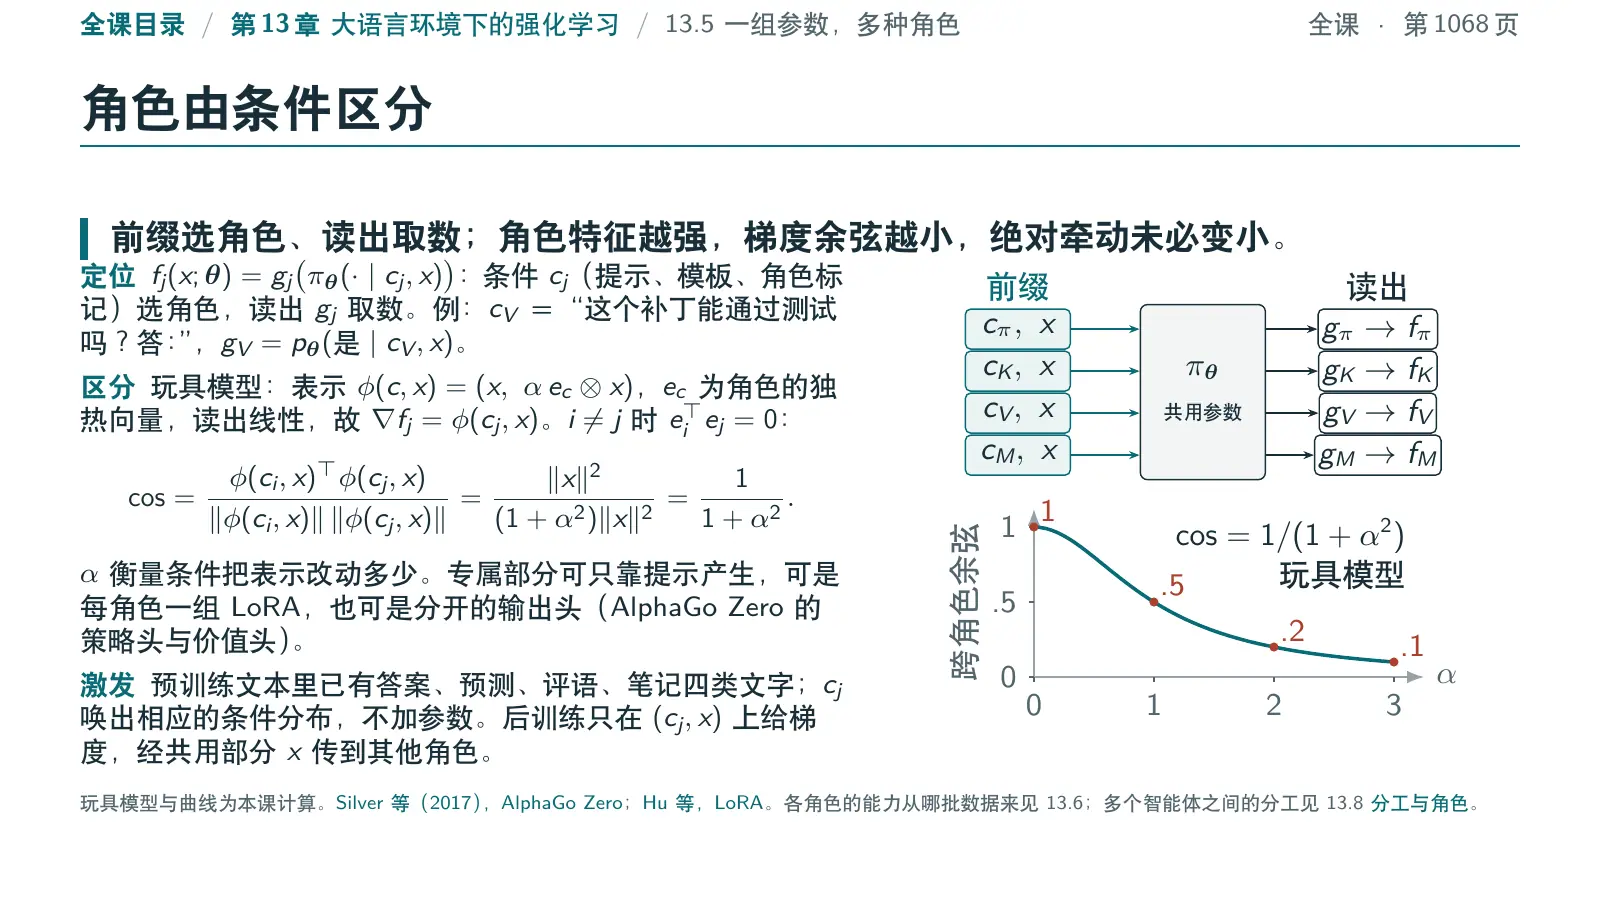 全课目录 / 第13章 大语言环境下的强化学习 / 13.5 一组参数，多种角色
全课 · 第1068页
角色由条件区分
前缀选角色、读出取数；角色特征越强，梯度余弦越小，绝对牵动未必变小。
定位 f_j(x; θ) = g_j(π_θ(· | c_j, x))：条件 c_j（提示、模板、角色标
记）选角色，读出 g_j 取数。例：c_V = “这个补丁能通过测试
吗？答：”，g_V = p_θ(是 | c_V, x)。
区分 玩具模型：表示 ϕ(c, x) = (x, α e_c ⊗ x)，e_c 为角色的独
热向量，读出线性，故 ∇f_j = ϕ(c_j, x)。i ≠ j 时 e_i^⊤ e_j = 0：
cos = ϕ(c_i, x)^⊤ ϕ(c_j, x) / ‖ϕ(c_i, x)‖ ‖ϕ(c_j, x)‖ = ‖x‖² / (1 + α²)‖x‖² = 1 / 1 + α² .
α 衡量条件把表示改动多少。专属部分可只靠提示产生，可是
每角色一组 LoRA，也可是分开的输出头（AlphaGo Zero 的
策略头与价值头）。
激发 预训练文本里已有答案、预测、评语、笔记四类文字；c_j
唤出相应的条件分布，不加参数。后训练只在 (c_j, x) 上给梯
度，经共用部分 x 传到其他角色。
前缀 读出
c_π, x g_π → f_π
c_K, x g_K → f_K
c_V, x g_V → f_V
c_M, x g_M → f_M
π_θ
共用参数
跨角色余弦
1
.5
0
0 1 2 3
α
1
.5
.2
.1
cos = 1/(1 + α²)
玩具模型
玩具模型与曲线为本课计算。Silver 等（2017），AlphaGo Zero；Hu 等，LoRA。各角色的能力从哪批数据来见 13.6；多个智能体之间的分工见 13.8 分工与角色。